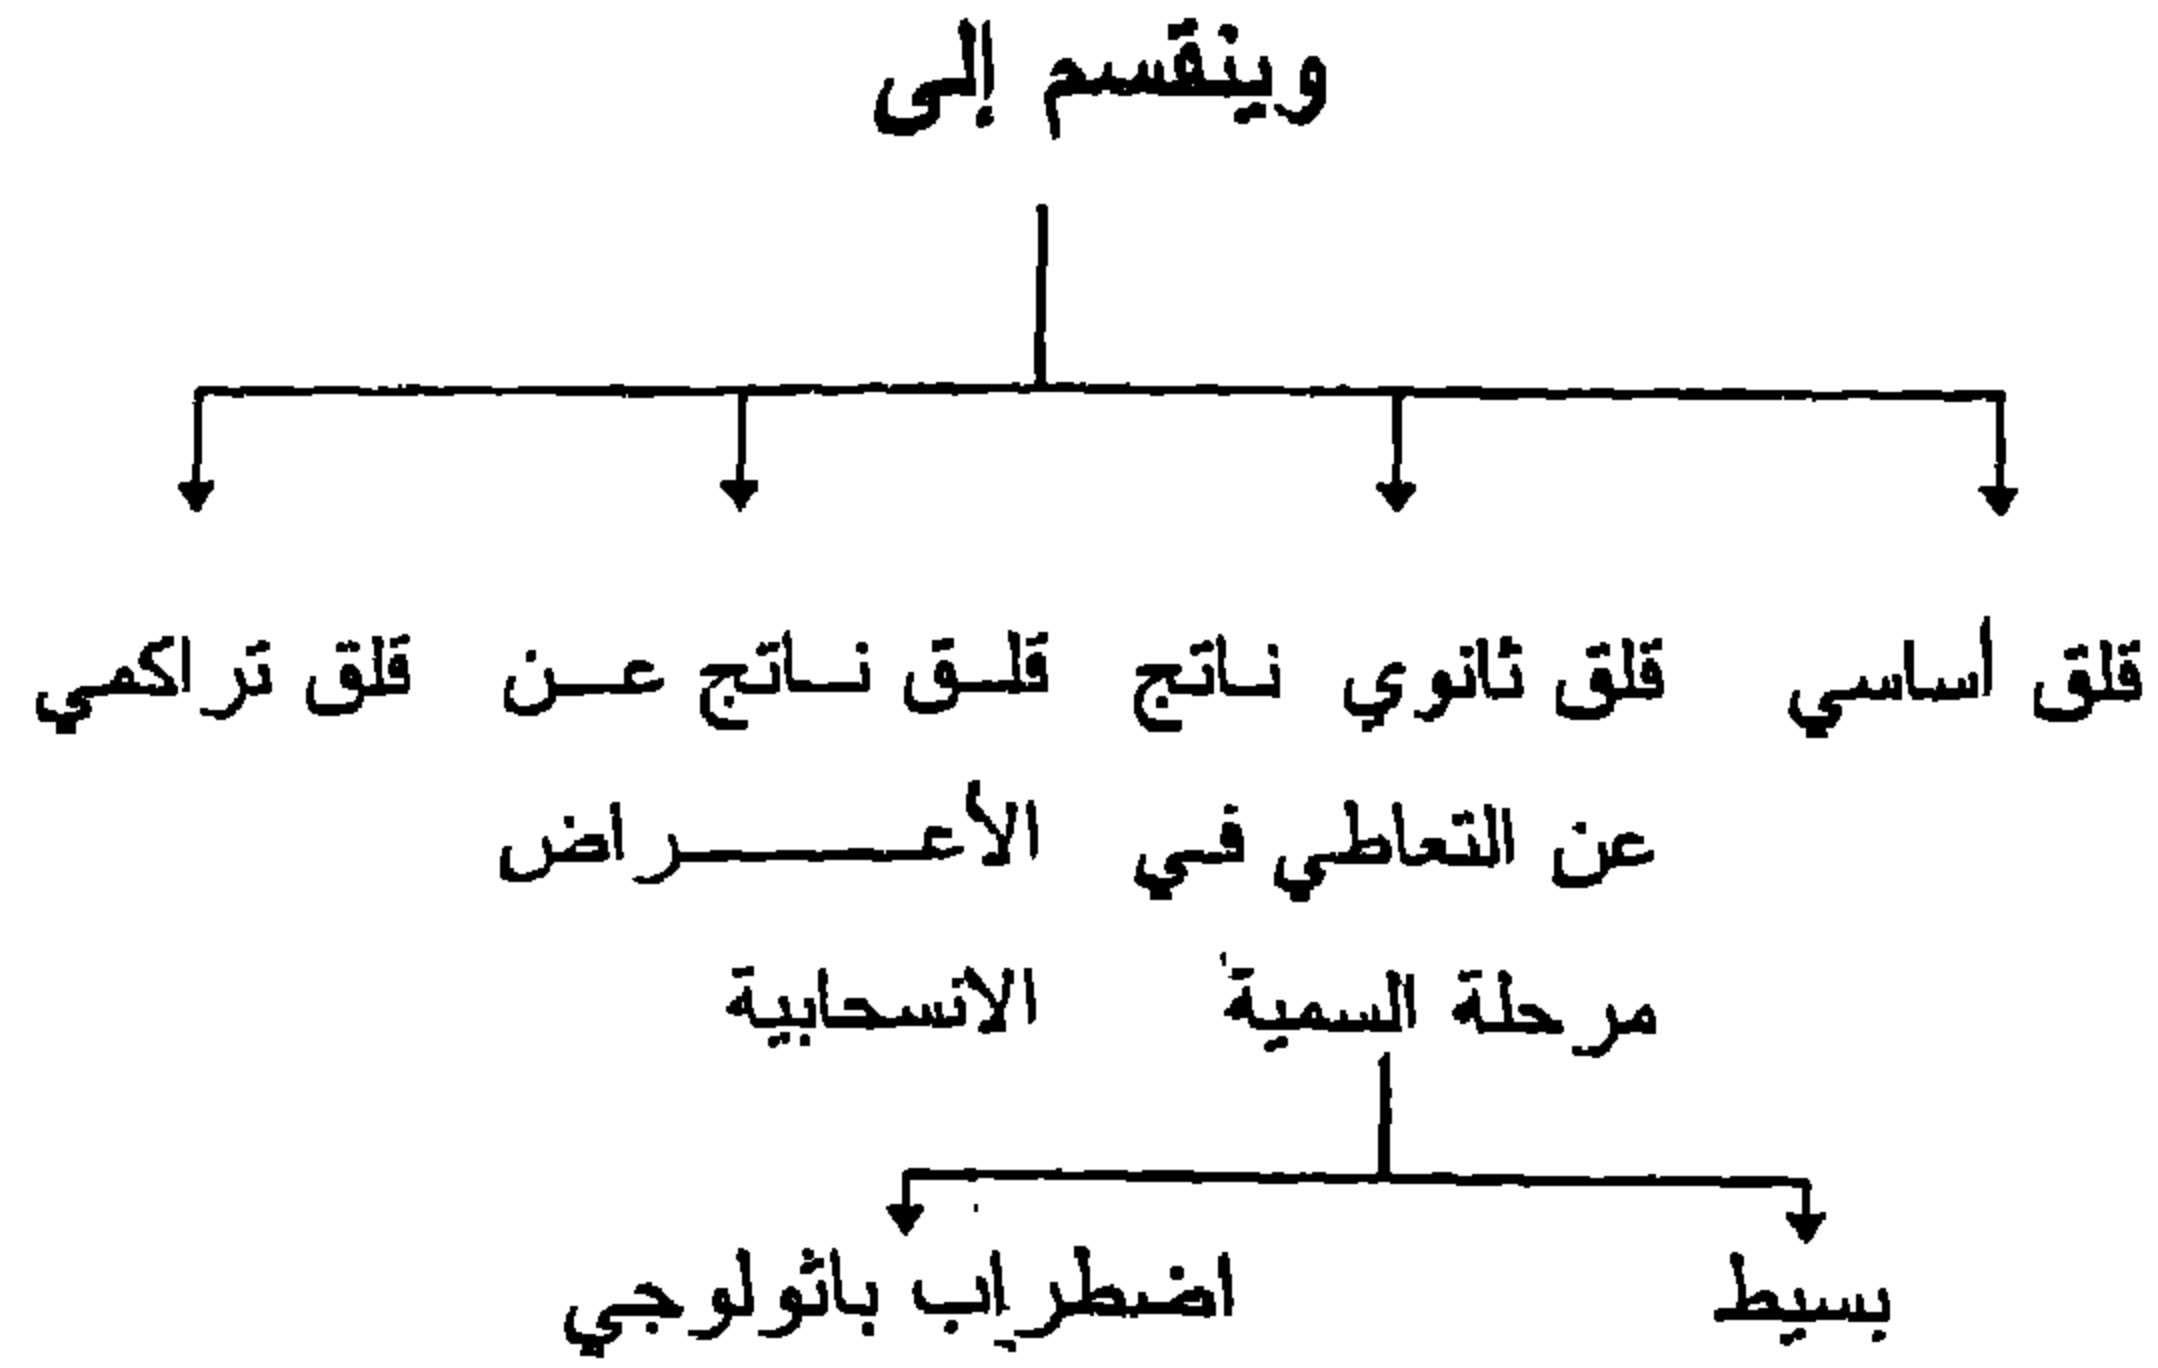 وينقسم إلى
قلق أساسي
قلق ثانوي ناتج
عن التعاطي في
مرحلة السمية
قلق ناتج عن
الأعراض
الانسحابية
قلق تراكمي
بسيط
اضطراب باثولوجي